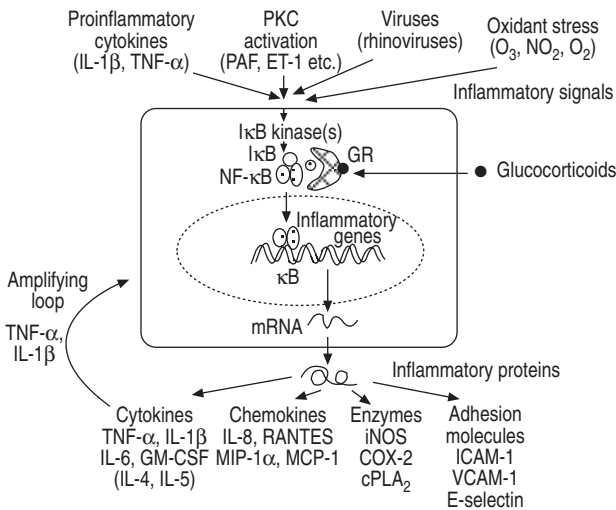 Proinflammatory
cytokines
(IL-1β, TNF-α)
PKC
activation
(PAF, ET-1 etc.)
Viruses
(rhinoviruses)
Oxidant stress
(O₃, NO₂, O₂)
Inflammatory signals
IκB kinase(s)
IκB
GR
NF-κB
Glucocorticoids
Inflammatory
genes
κB
Amplifying
loop
TNF-α,
IL-1β
mRNA
Inflammatory proteins
Cytokines
TNF-α, IL-1β
IL-6, GM-CSF
(IL-4, IL-5)
Chemokines
IL-8, RANTES
MIP-1α, MCP-1
Enzymes
iNOS
COX-2
cPLA₂
Adhesion
molecules
ICAM-1
VCAM-1
E-selectin